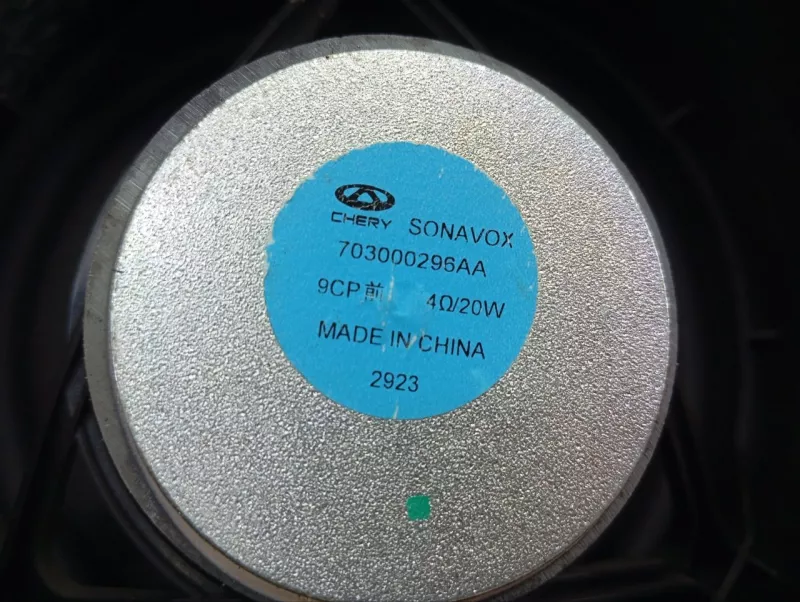 CHERY SONAVOX
703000296AA
9CP前 4Ω/20W
MADE IN CHINA
2923